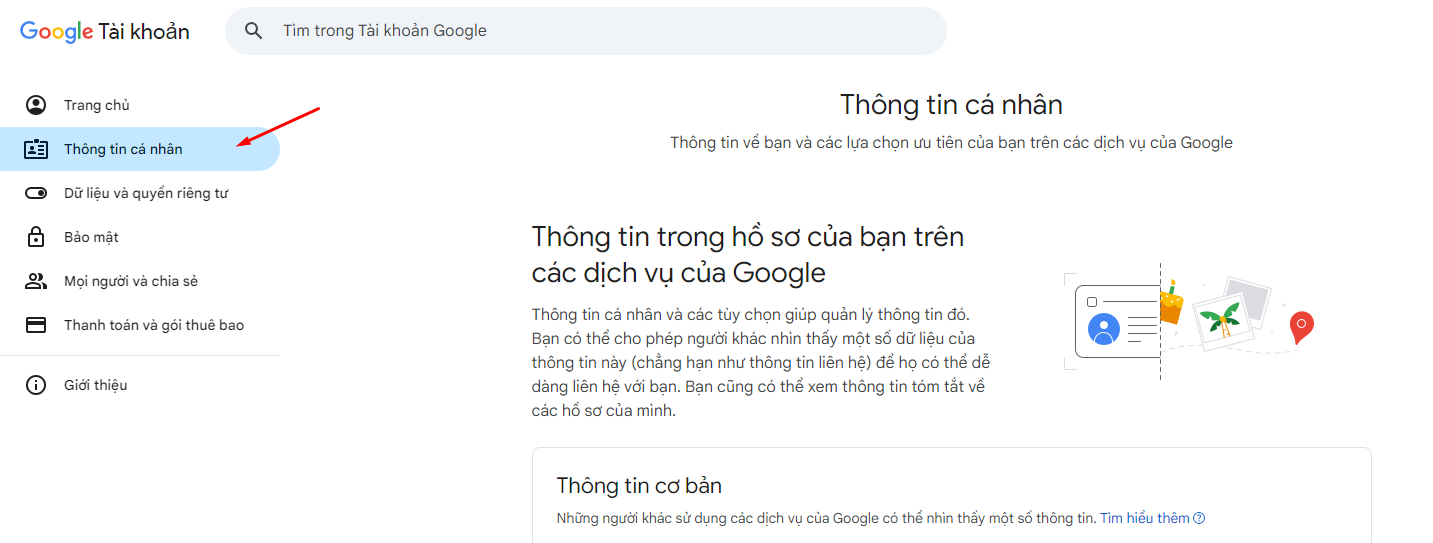 Google Tài khoản
Tìm trong Tài khoản Google
Trang chủ
Thông tin cá nhân
Dữ liệu và quyền riêng tư
Bảo mật
Mọi người và chia sẻ
Thanh toán và gói thuê bao
Giới thiệu
Thông tin cá nhân
Thông tin về bạn và các lựa chọn ưu tiên của bạn trên các dịch vụ của Google
Thông tin trong hồ sơ của bạn trên
các dịch vụ của Google
Thông tin cá nhân và các tùy chọn giúp quản lý thông tin đó.
Bạn có thể cho phép người khác nhìn thấy một số dữ liệu của
thông tin này (chẳng hạn như thông tin liên hệ) để họ có thể dễ
dàng liên hệ với bạn. Bạn cũng có thể xem thông tin tóm tắt về
các hồ sơ của mình.
Thông tin cơ bản
Những người khác sử dụng các dịch vụ của Google có thể nhìn thấy một số thông tin. Tìm hiểu thêm